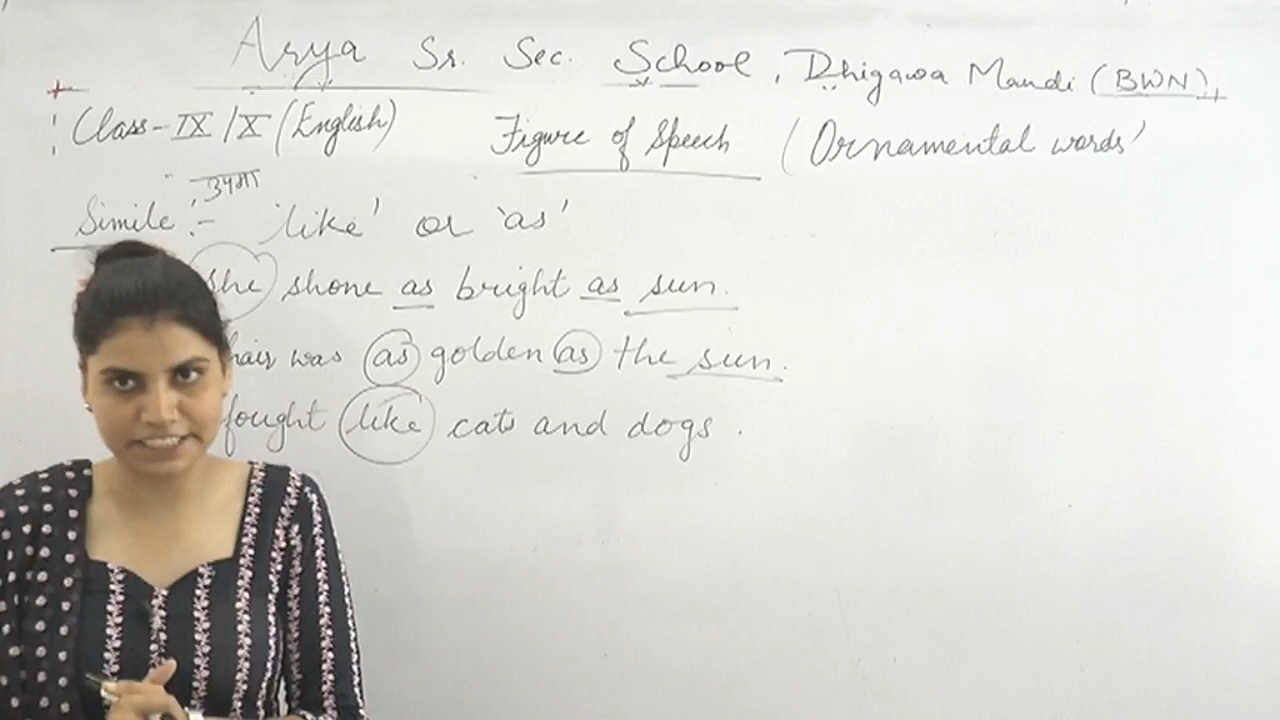 Arya Sr. Sec. School, Dhigawa Mandi (BWN),
Class-IX/X (English) Figure of Speech (Ornamental words'
उपमा
Simile :- 'like' or 'as'
She shone as bright as sun.
hair was as golden as the sun.
fought like cats and dogs.